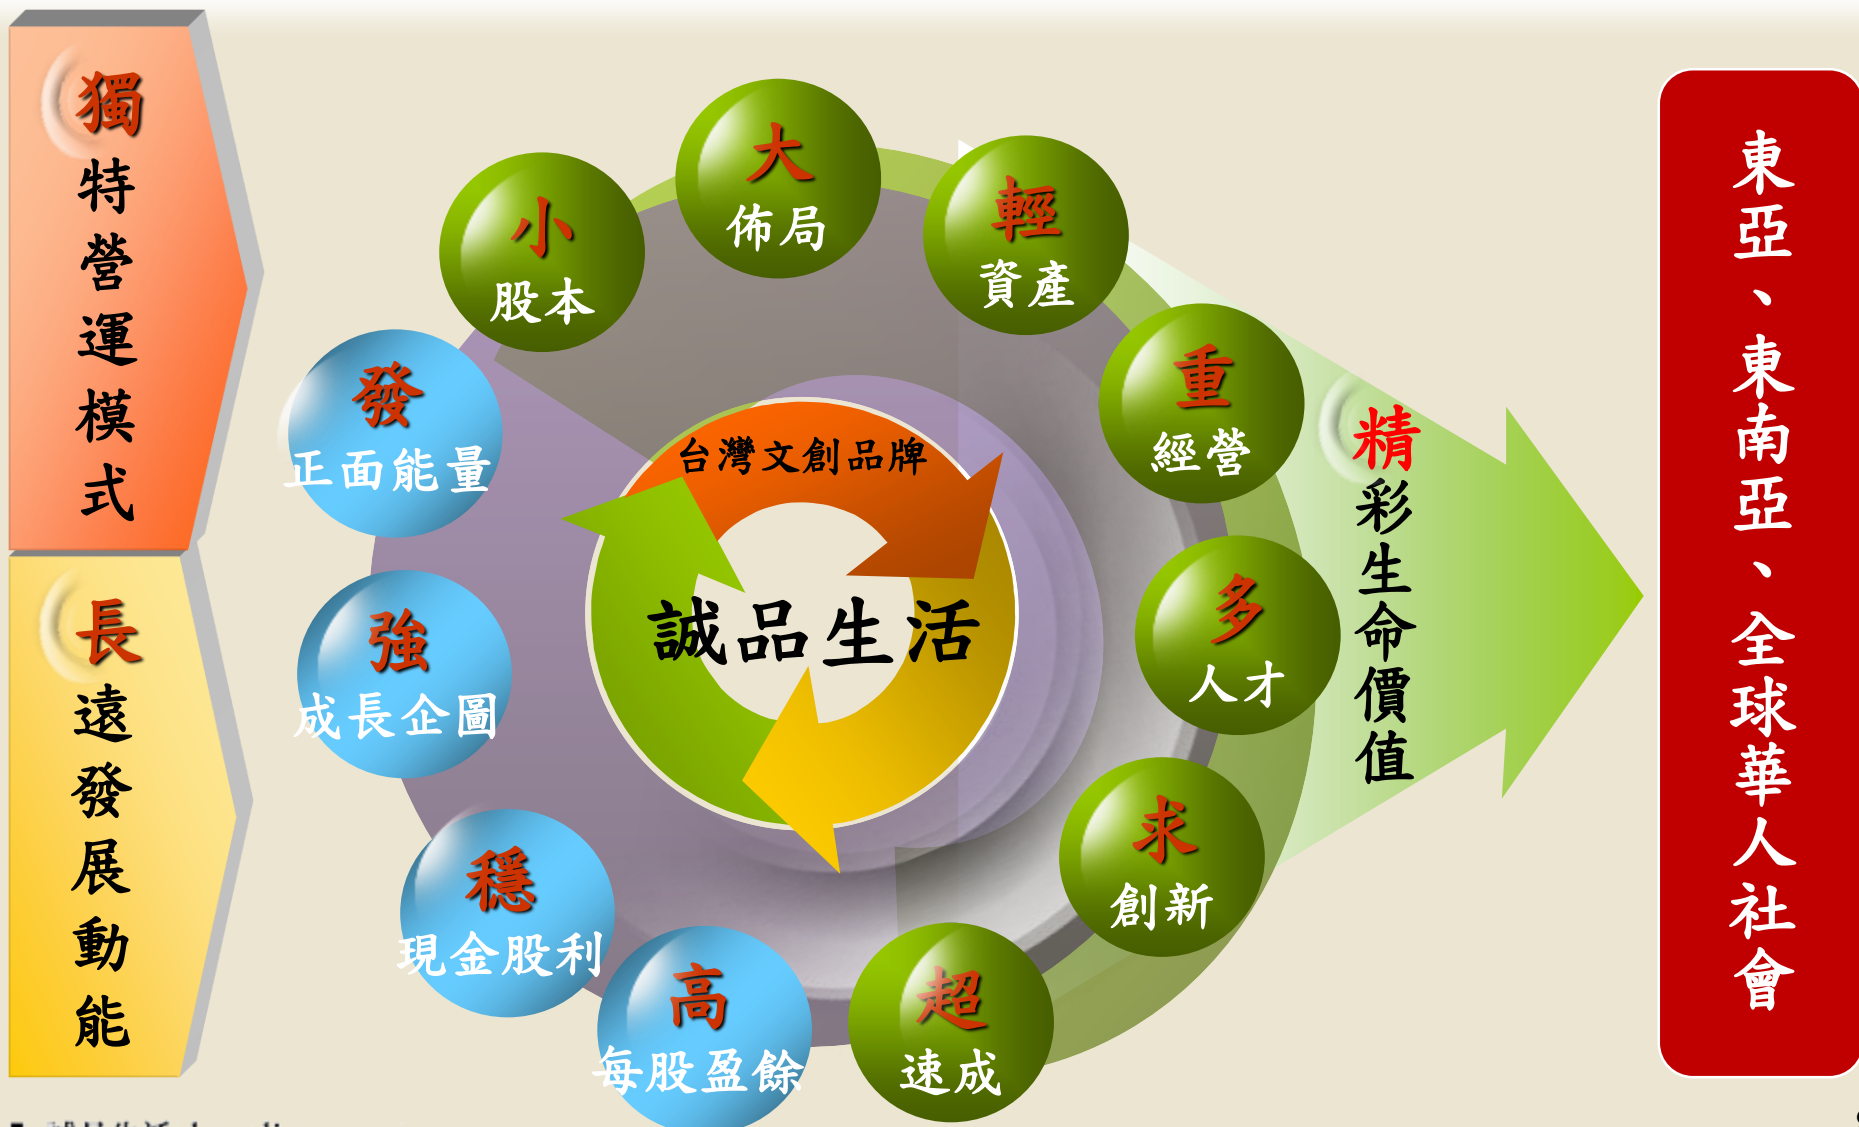 獨特營運模式
長遠發展動能
小
股本
大
佈局
輕
資產
重
經營
多
人才
求
創新
超
速成
高
每股盈餘
穩
現金股利
強
成長企圖
發
正面能量
台灣文創品牌
誠品生活
精彩生命價值
東亞、東南亞、全球華人社會